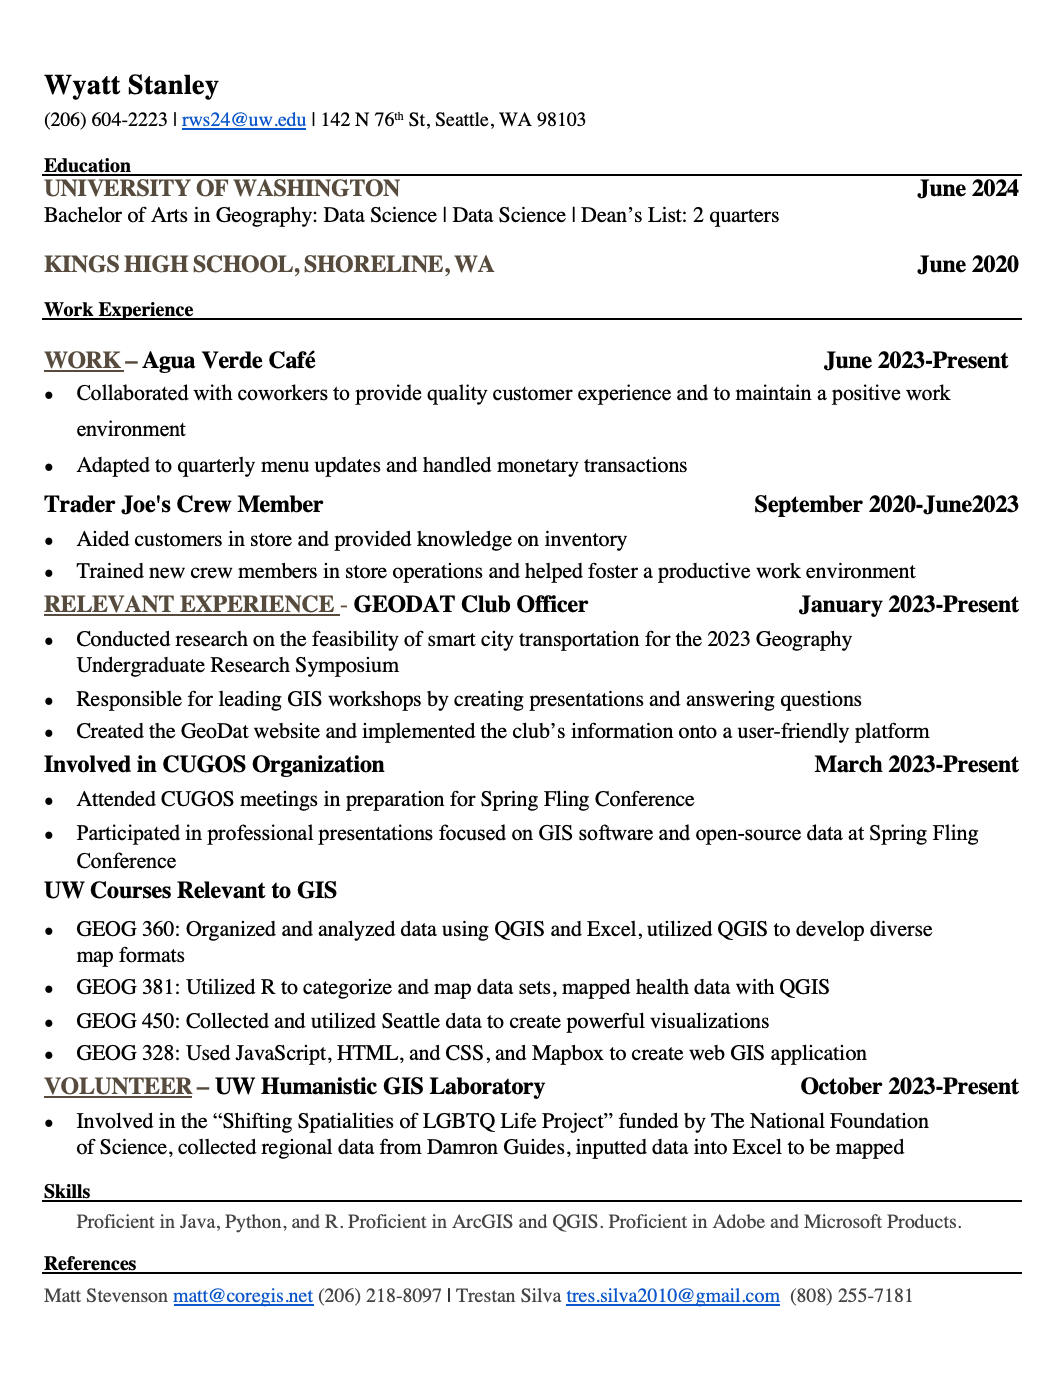 Wyatt Stanley
(206) 604-2223 | rws24@uw.edu | 142 N 76th St, Seattle, WA 98103
Education
UNIVERSITY OF WASHINGTON June 2024
Bachelor of Arts in Geography: Data Science | Data Science | Dean’s List: 2 quarters
KINGS HIGH SCHOOL, SHORELINE, WA June 2020
Work Experience
WORK – Agua Verde Café June 2023-Present
• Collaborated with coworkers to provide quality customer experience and to maintain a positive work
environment
• Adapted to quarterly menu updates and handled monetary transactions
Trader Joe's Crew Member September 2020-June2023
• Aided customers in store and provided knowledge on inventory
• Trained new crew members in store operations and helped foster a productive work environment
RELEVANT EXPERIENCE - GEODAT Club Officer January 2023-Present
• Conducted research on the feasibility of smart city transportation for the 2023 Geography
Undergraduate Research Symposium
• Responsible for leading GIS workshops by creating presentations and answering questions
• Created the GeoDat website and implemented the club’s information onto a user-friendly platform
Involved in CUGOS Organization March 2023-Present
• Attended CUGOS meetings in preparation for Spring Fling Conference
• Participated in professional presentations focused on GIS software and open-source data at Spring Fling
Conference
UW Courses Relevant to GIS
• GEOG 360: Organized and analyzed data using QGIS and Excel, utilized QGIS to develop diverse
map formats
• GEOG 381: Utilized R to categorize and map data sets, mapped health data with QGIS
• GEOG 450: Collected and utilized Seattle data to create powerful visualizations
• GEOG 328: Used JavaScript, HTML, and CSS, and Mapbox to create web GIS application
VOLUNTEER – UW Humanistic GIS Laboratory October 2023-Present
• Involved in the “Shifting Spatialities of LGBTQ Life Project” funded by The National Foundation
of Science, collected regional data from Damron Guides, inputted data into Excel to be mapped
Skills
Proficient in Java, Python, and R. Proficient in ArcGIS and QGIS. Proficient in Adobe and Microsoft Products.
References
Matt Stevenson matt@coregis.net (206) 218-8097 | Trestan Silva tres.silva2010@gmail.com (808) 255-7181